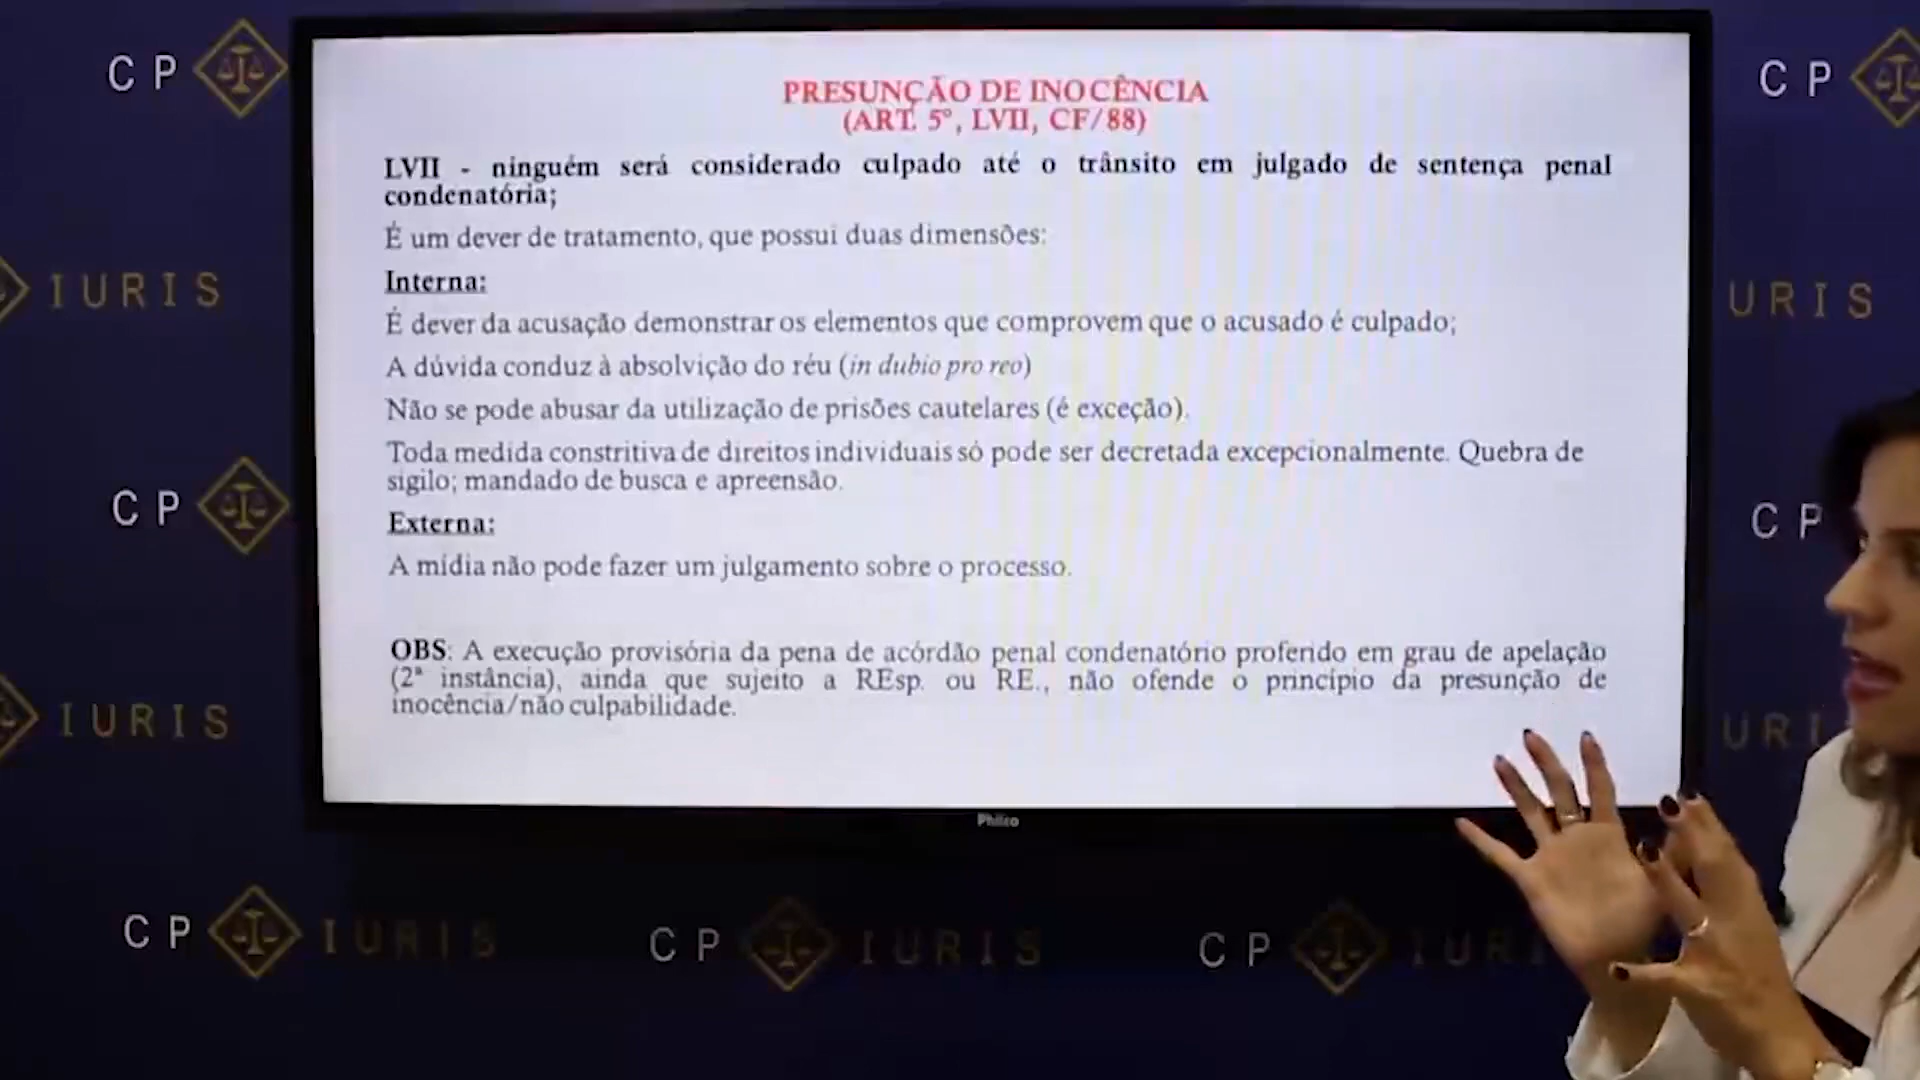 CP
CP
PRESUNÇÃO DE INOCÊNCIA
(ART. 5º, LVII, CF/88)
LVII - ninguém será considerado culpado até o trânsito em julgado de sentença penal
condenatória;
É um dever de tratamento, que possui duas dimensões:
Interna:
IURIS
URIS
É dever da acusação demonstrar os elementos que comprovem que o acusado é culpado;
A dúvida conduz à absolvição do réu (in dubio pro reo)
Não se pode abusar da utilização de prisões cautelares (é exceção).
Toda medida constritiva de direitos individuais só pode ser decretada excepcionalmente. Quebra de
sigilo; mandado de busca e apreensão.
CP
CP
Externa:
A mídia não pode fazer um julgamento sobre o processo.
OBS: A execução provisória da pena de acórdão penal condenatório proferido em grau de apelação
(2ª instância), ainda que sujeito a REsp. ou RE., não ofende o princípio da presunção de
inocência/não culpabilidade.
IURIS
URI
Philco
CP IURIS
CP IURIS
CP IURI